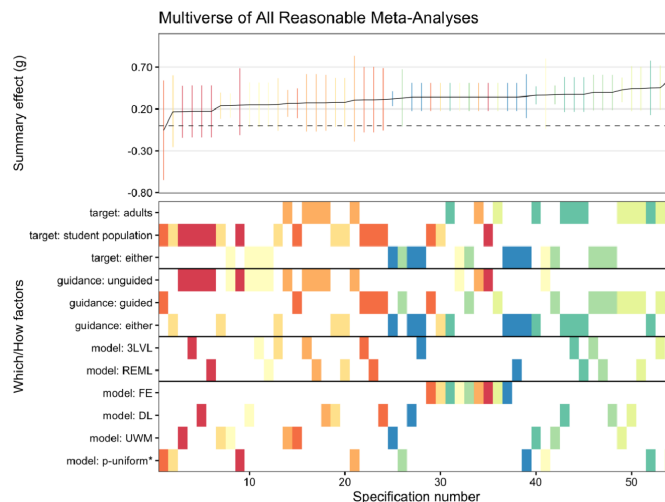 Multiverse of All Reasonable Meta-Analyses
Summary effect (g)
0.70
0.20
-0.30
-0.80
Which/How factors
target: adults
target: student population
target: either
guidance: unguided
guidance: guided
guidance: either
model: 3LVL
model: REML
model: FE
model: DL
model: UWM
model: p-uniform*
10 20 30 40 50
Specification number